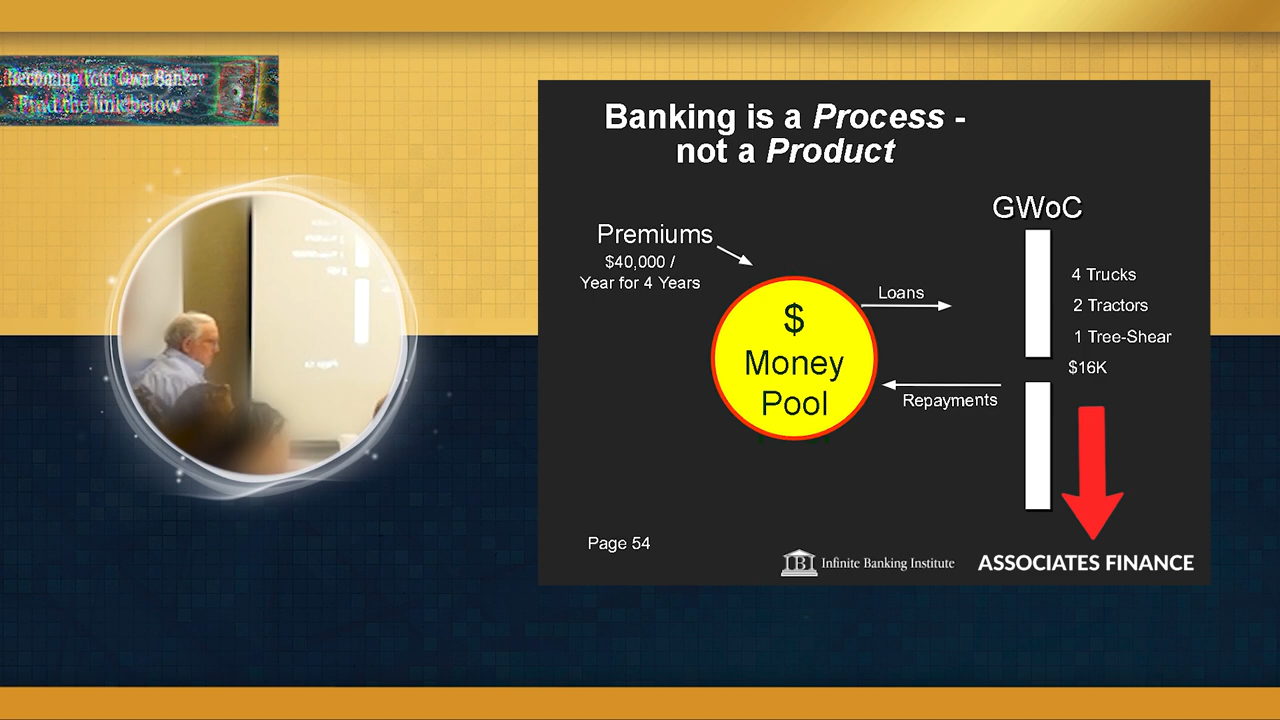 Becoming Your Own Banker
Find the link below
Banking is a Process -
not a Product
GWoC
Premiums
$40,000 /
Year for 4 Years
$
Money
Pool
Loans
Repayments
4 Trucks
2 Tractors
1 Tree-Shear
$16K
Page 54
IBI Infinite Banking Institute
ASSOCIATES FINANCE